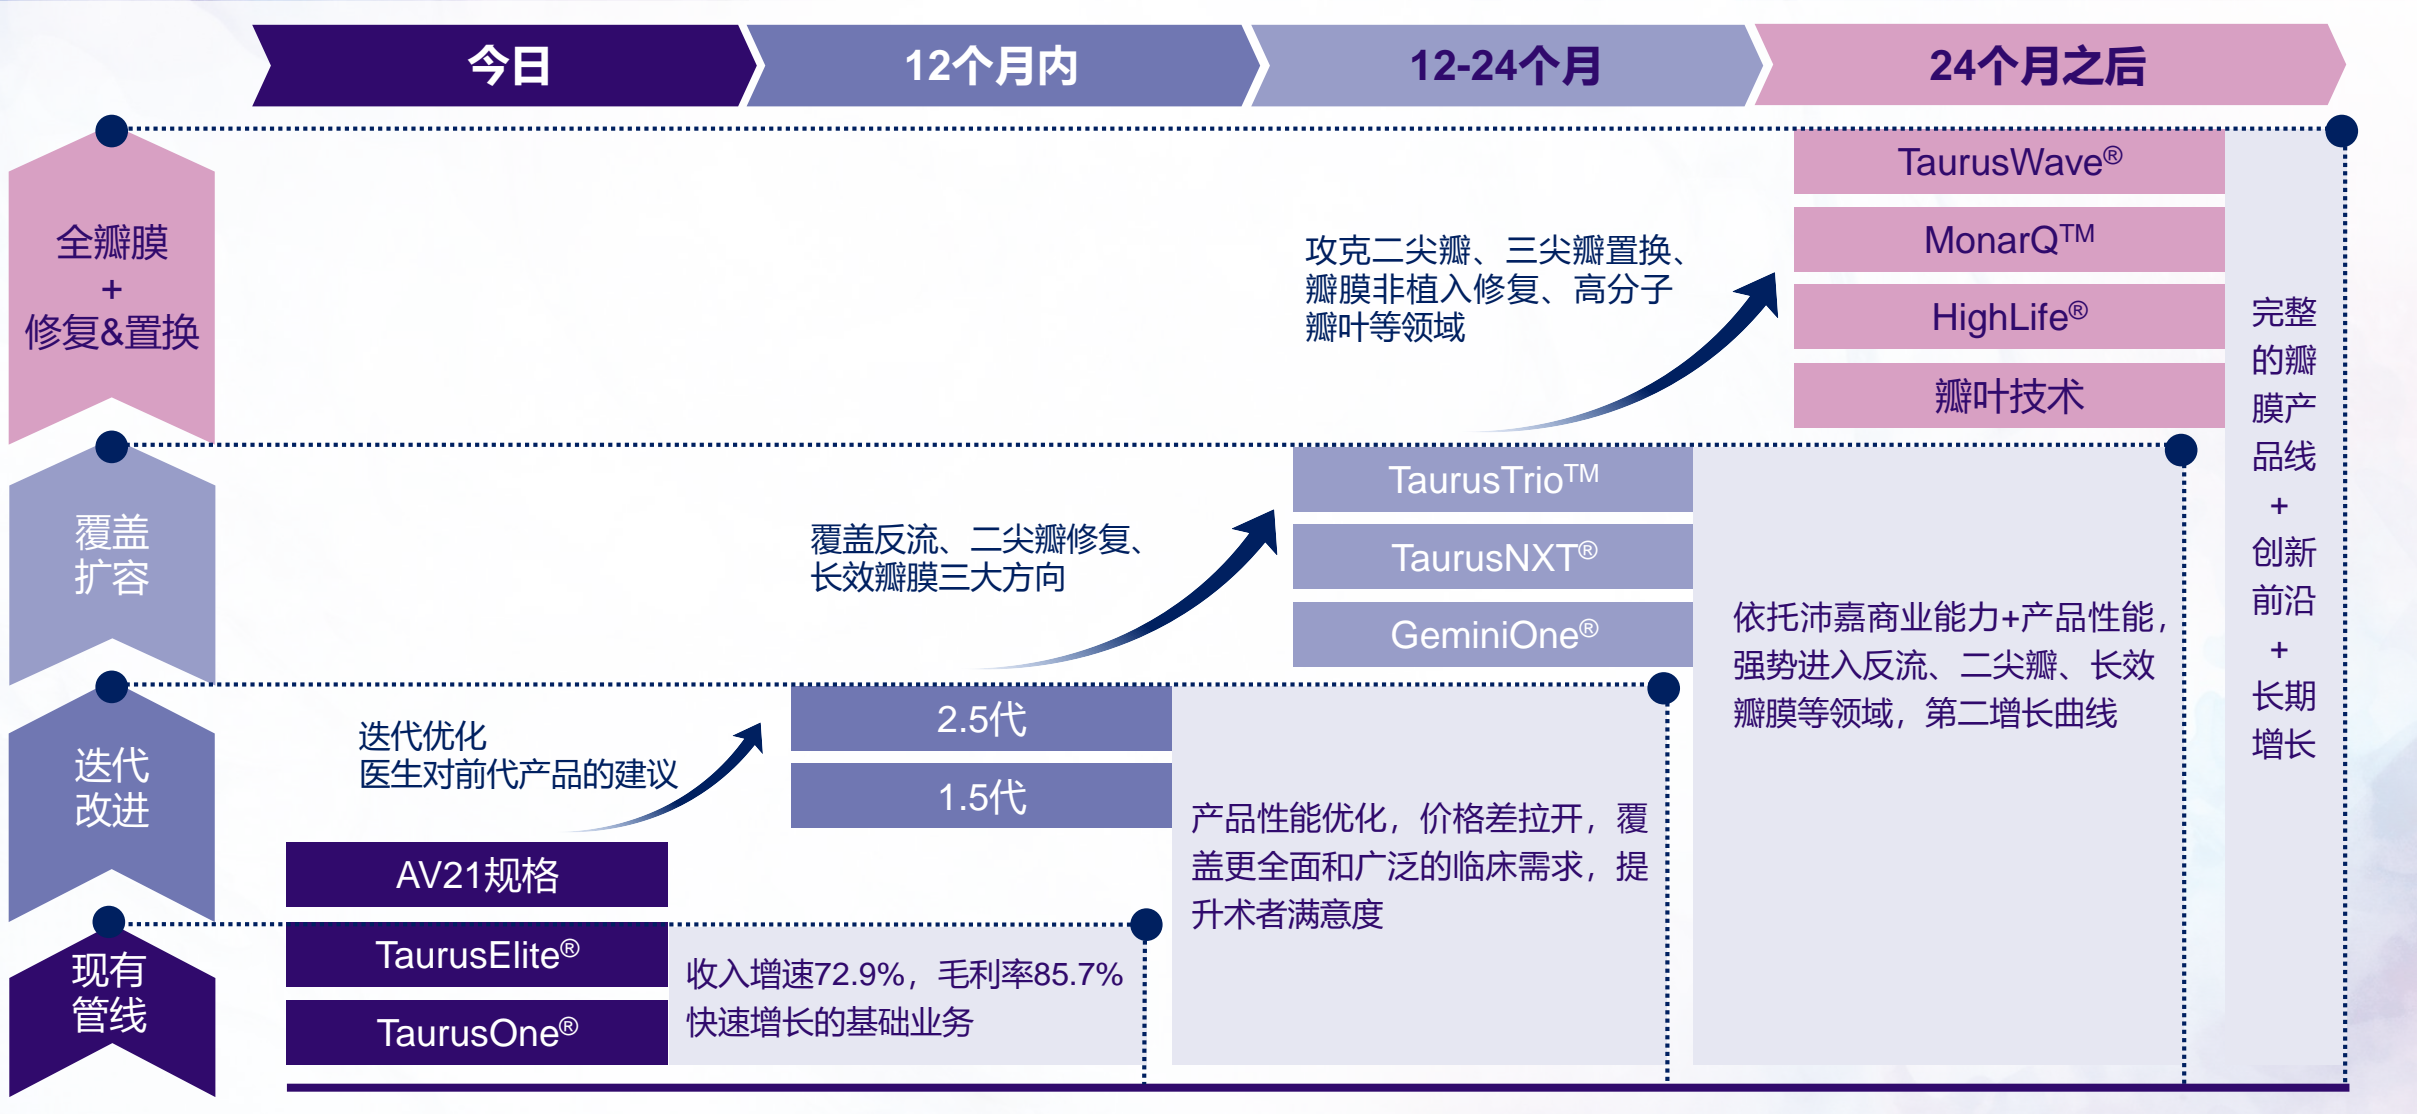 今日
12个月内
12-24个月
24个月之后
全瓣膜
+
修复&置换
攻克二尖瓣、三尖瓣置换、
瓣膜非植入修复、高分子
瓣叶等领域
TaurusWave®
MonarQ™
HighLife®
瓣叶技术
完整
的瓣
膜产
品线
+
创新
前沿
+
长期
增长
覆盖
扩容
覆盖反流、二尖瓣修复、
长效瓣膜三大方向
TaurusTrio™
TaurusNXT®
GeminiOne®
依托沛嘉商业能力+产品性能，
强势进入反流、二尖瓣、长效
瓣膜等领域，第二增长曲线
迭代
改进
迭代优化
医生对前代产品的建议
2.5代
1.5代
产品性能优化，价格差拉开，覆
盖更全面和广泛的临床需求，提
升术者满意度
AV21规格
现有
管线
TaurusElite®
TaurusOne®
收入增速72.9%，毛利率85.7%
快速增长的基础业务